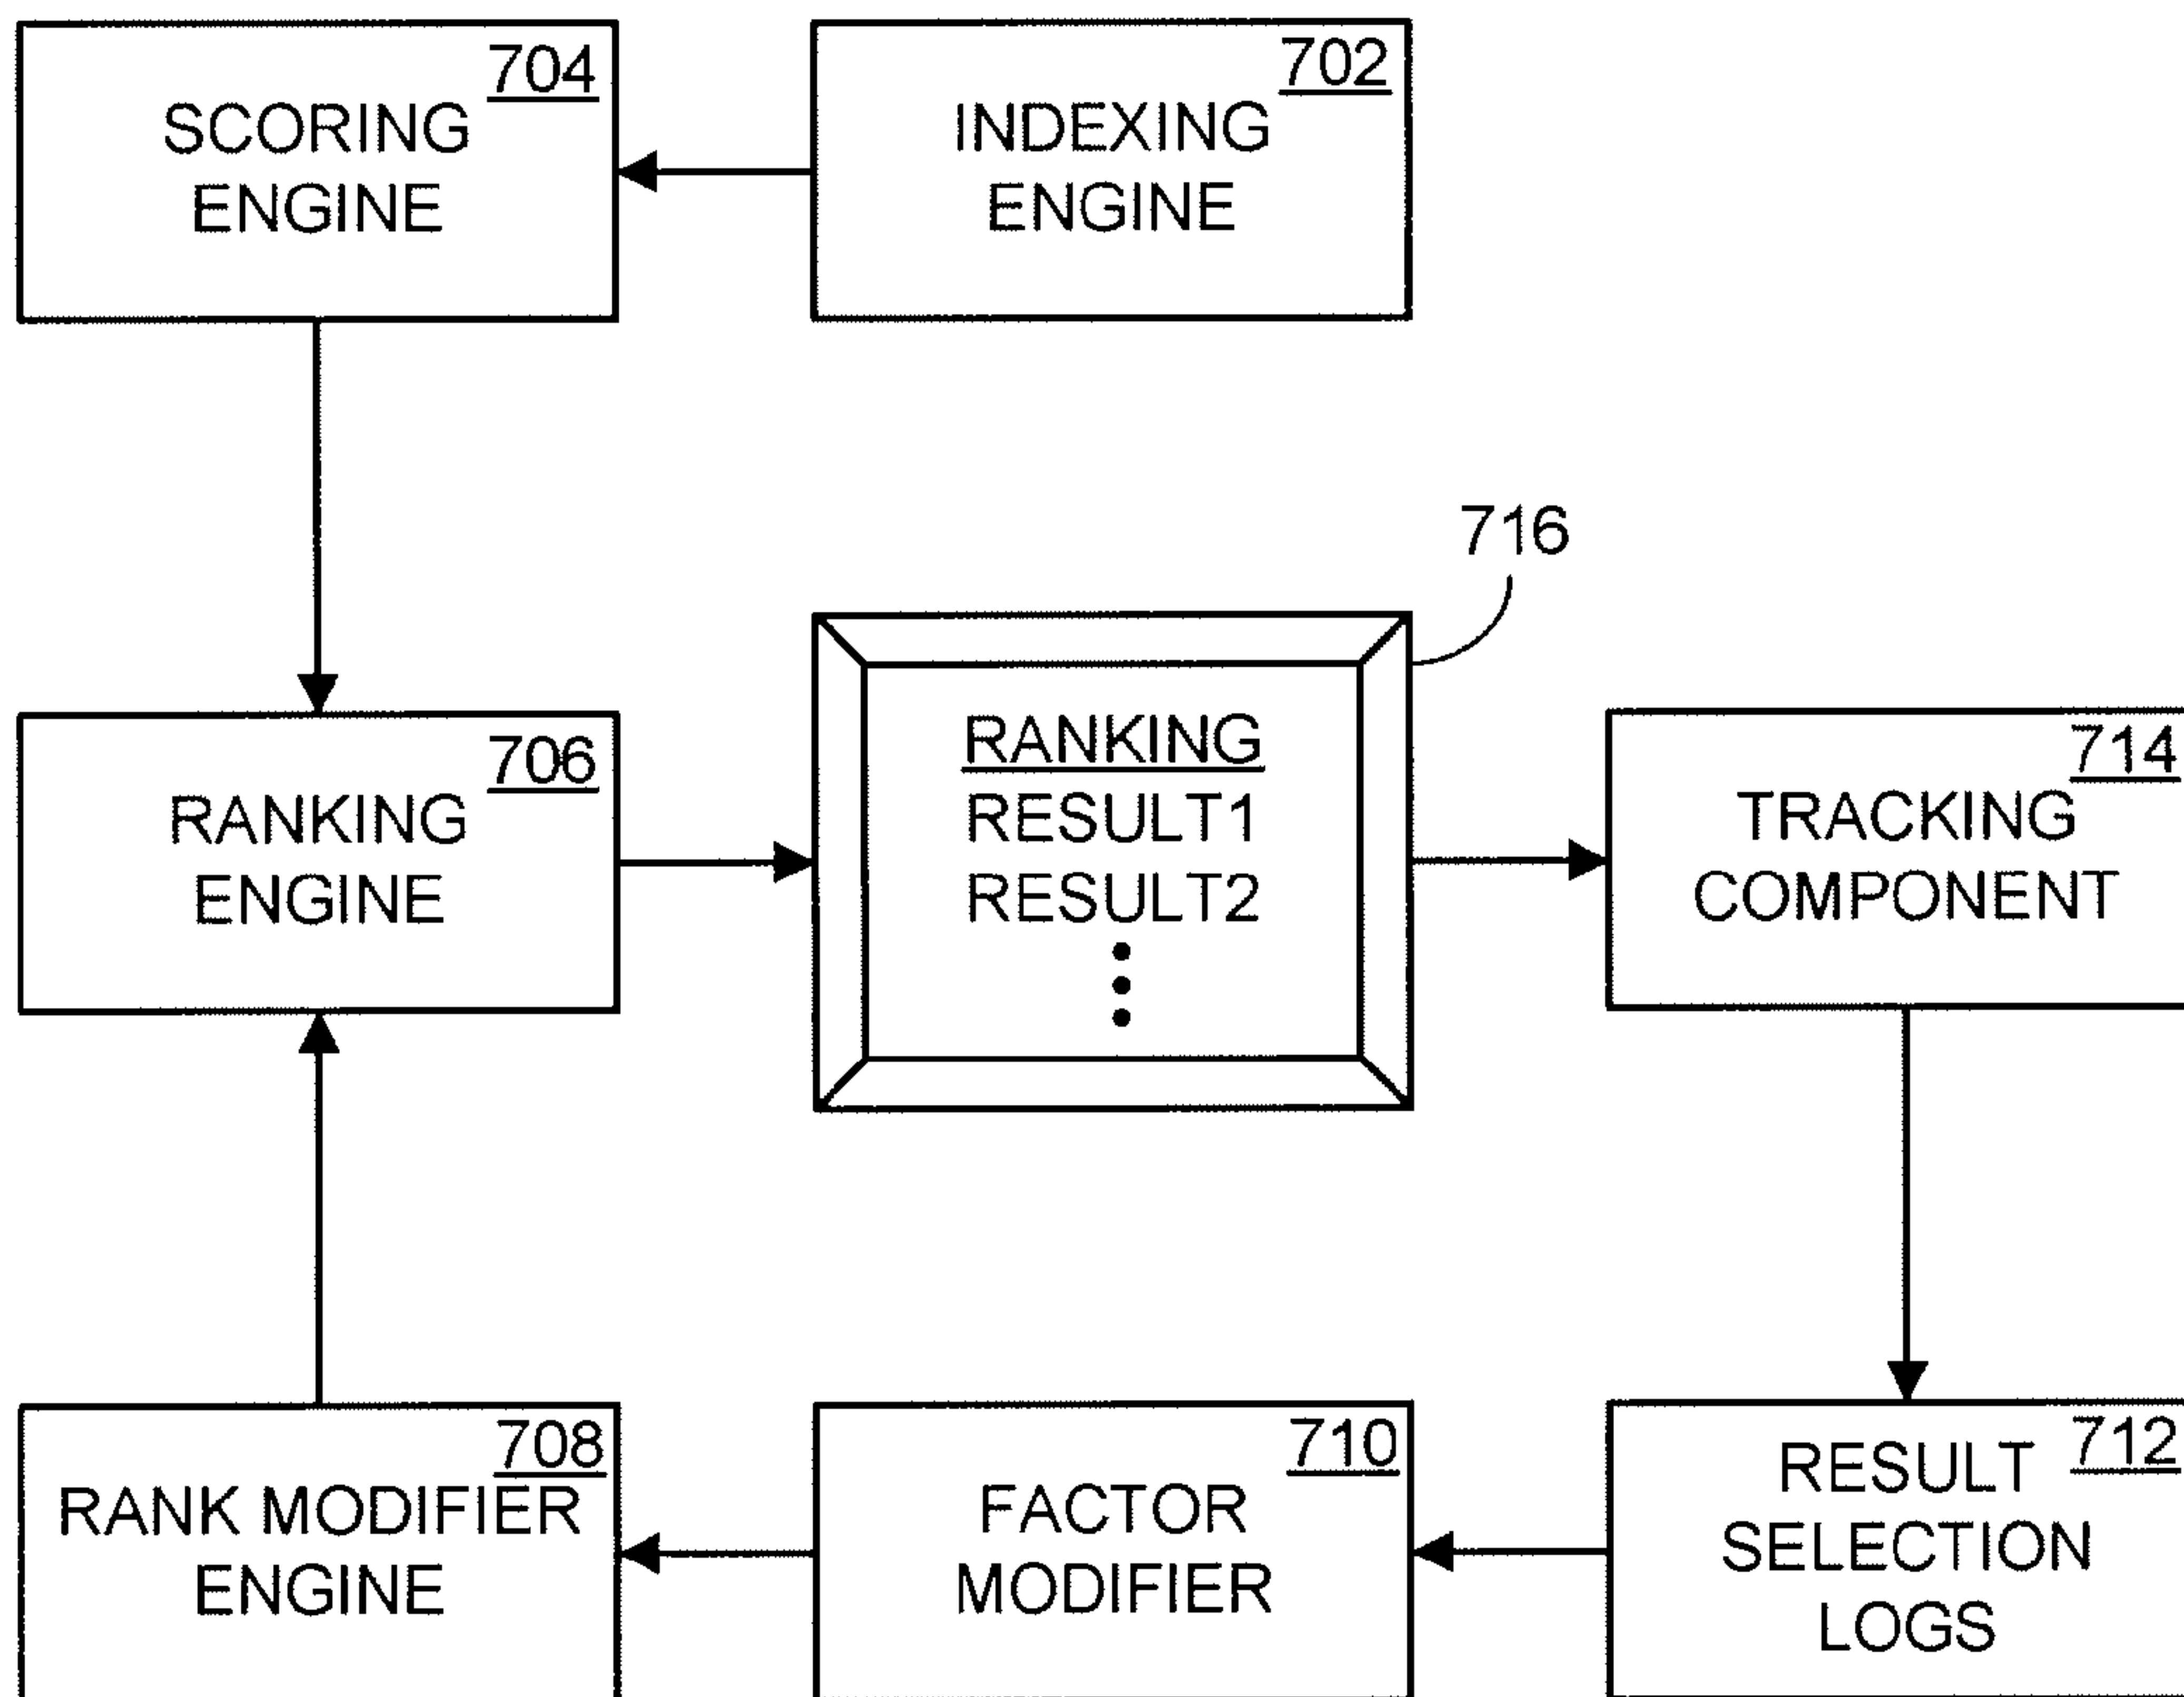 704
SCORING
ENGINE
702
INDEXING
ENGINE
716
706
RANKING
ENGINE
RANKING
RESULT1
RESULT2
714
TRACKING
COMPONENT
708
RANK MODIFIER
ENGINE
710
FACTOR
MODIFIER
712
RESULT
SELECTION
LOGS